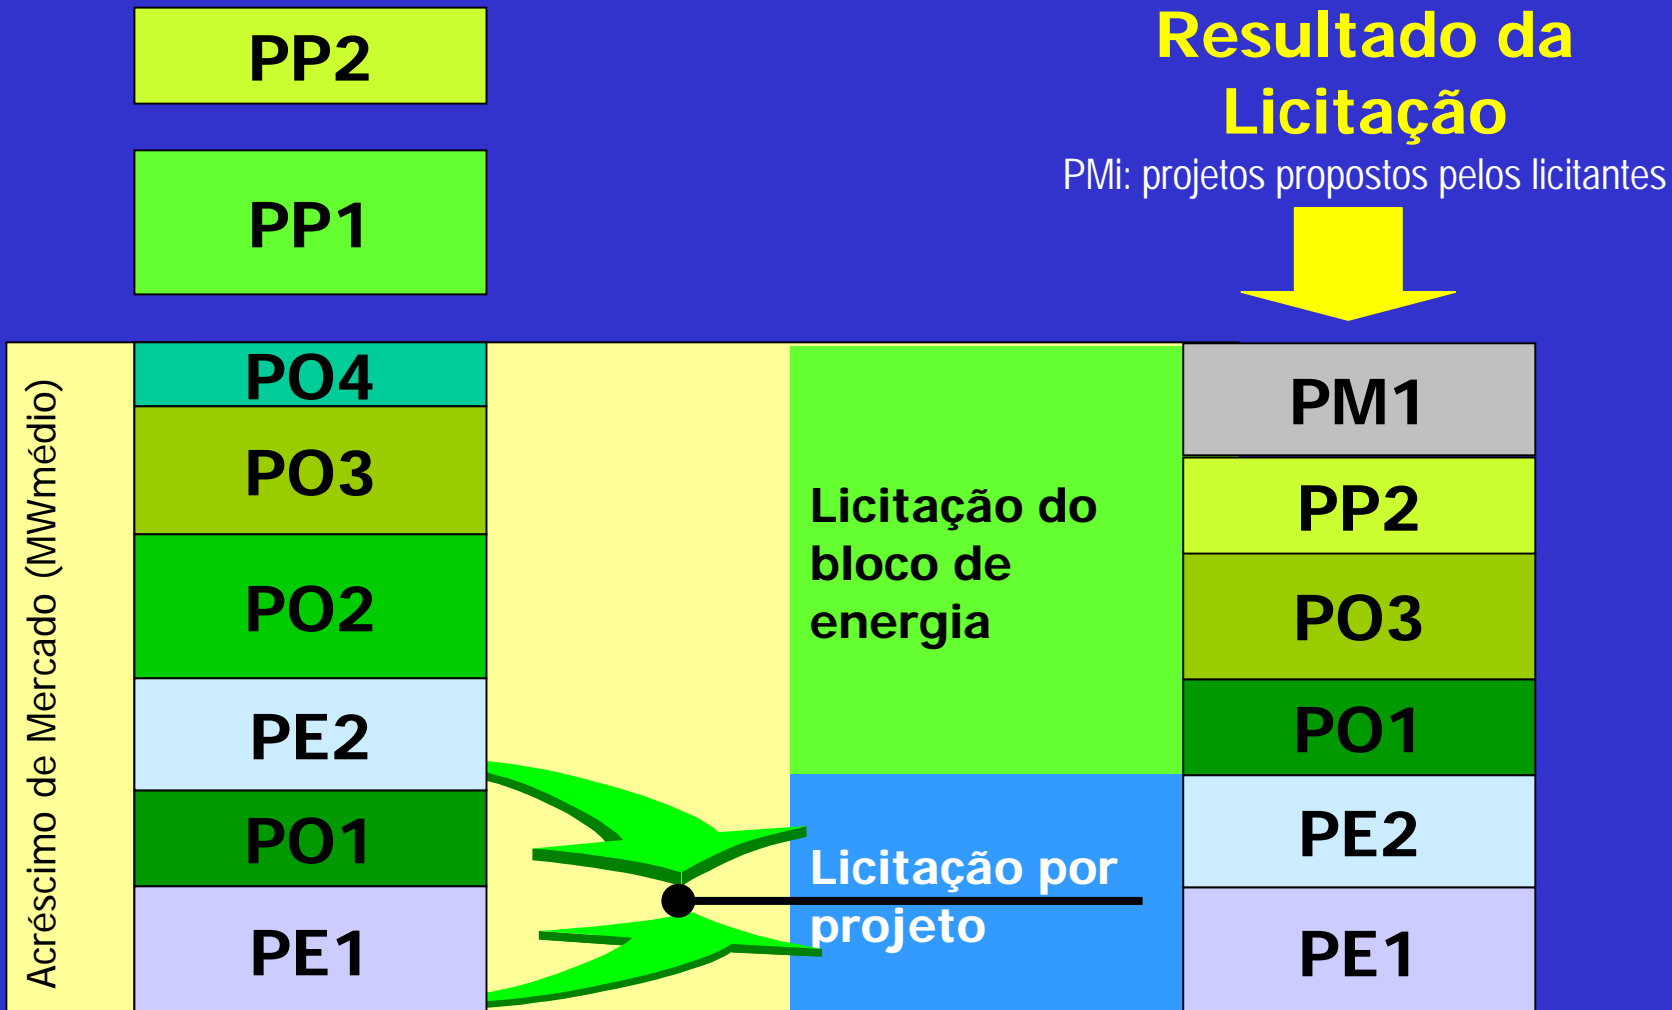 PP2
PP1
Resultado da
Licitação
PMi: projetos propostos pelos licitantes
Acréscimo de Mercado (MWmédio)
PO4
PO3
PO2
PE2
PO1
PE1
Licitação do
bloco de
energia
Licitação por
projeto
PM1
PP2
PO3
PO1
PE2
PE1